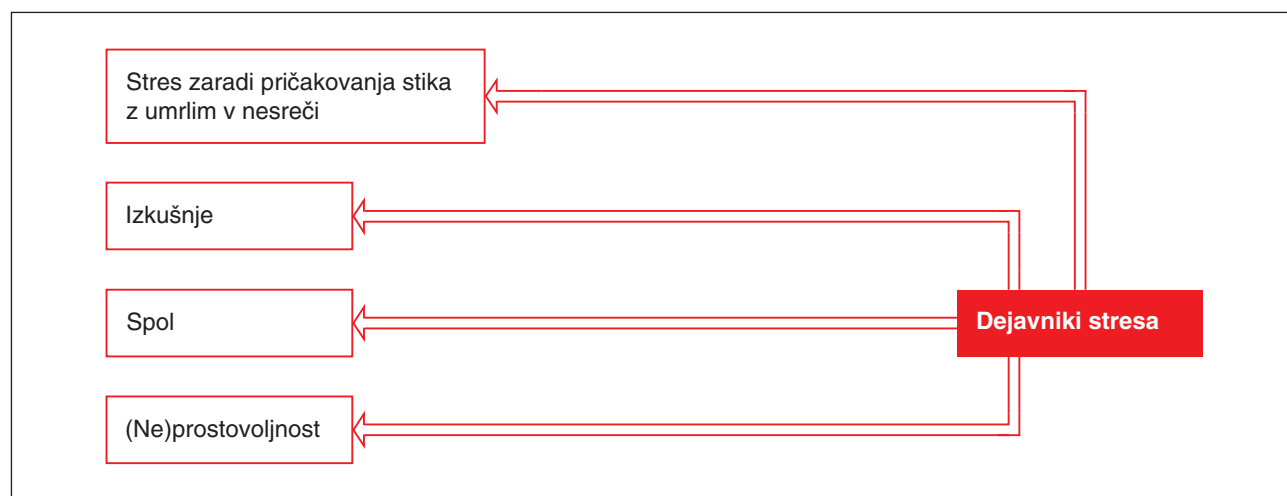 Stres zaradi pričakovanja stika
z umrlim v nesreči
Izkušnje
Spol
Dejavniki stresa
(Ne)prostovoljnost